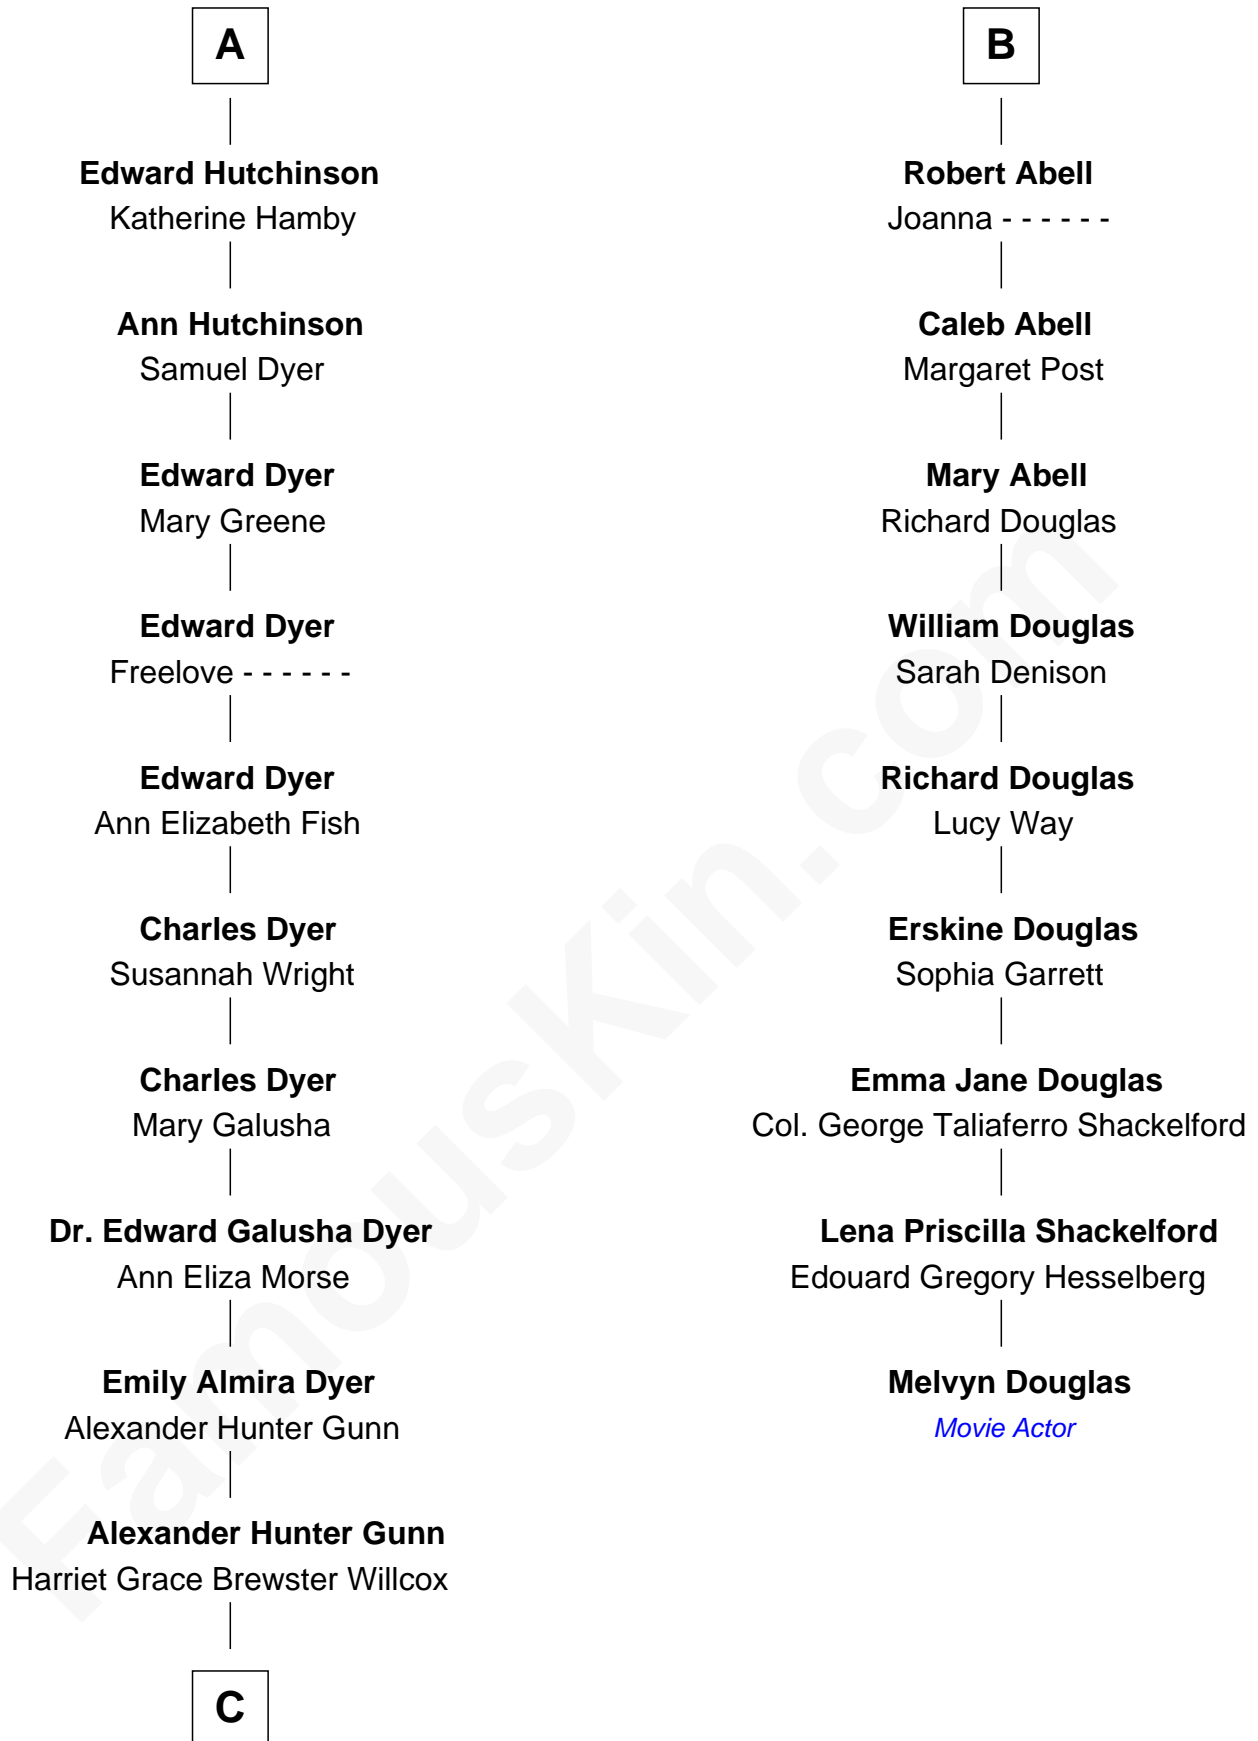 A
Edward Hutchinson
Katherine Hamby
Ann Hutchinson
Samuel Dyer
Edward Dyer
Mary Greene
Edward Dyer
Freelove - - - - - -
Edward Dyer
Ann Elizabeth Fish
Charles Dyer
Susannah Wright
Charles Dyer
Mary Galusha
Dr. Edward Galusha Dyer
Ann Eliza Morse
Emily Almira Dyer
Alexander Hunter Gunn
Alexander Hunter Gunn
Harriet Grace Brewster Willcox
C
B
Robert Abell
Joanna - - - - - -
Caleb Abell
Margaret Post
Mary Abell
Richard Douglas
William Douglas
Sarah Denison
Richard Douglas
Lucy Way
Erskine Douglas
Sophia Garrett
Emma Jane Douglas
Col. George Taliaferro Shackelford
Lena Priscilla Shackelford
Edouard Gregory Hesselberg
Melvyn Douglas
Movie Actor
FamousKin.com